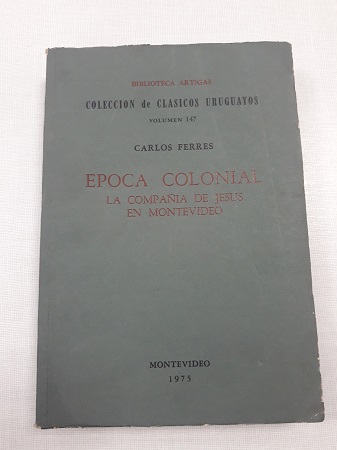 BIBLIOTECA ARTIGAS
COLECCION de CLASICOS URUGUAYOS
VOLUMEN 147
CARLOS FERRES
EPOCA COLONIAL
LA COMPAÑIA DE JESUS
EN MONTEVIDEO
MONTEVIDEO
1975